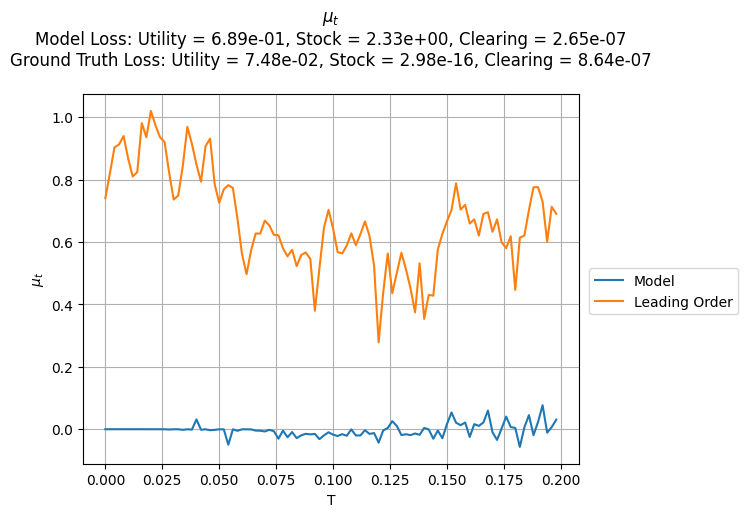 μt
Model Loss: Utility = 6.89e-01, Stock = 2.33e+00, Clearing = 2.65e-07
Ground Truth Loss: Utility = 7.48e-02, Stock = 2.98e-16, Clearing = 8.64e-07
1.0
0.8
0.6
0.4
0.2
0.0
μt
0.000 0.025 0.050 0.075 0.100 0.125 0.150 0.175 0.200
T
Model
Leading Order